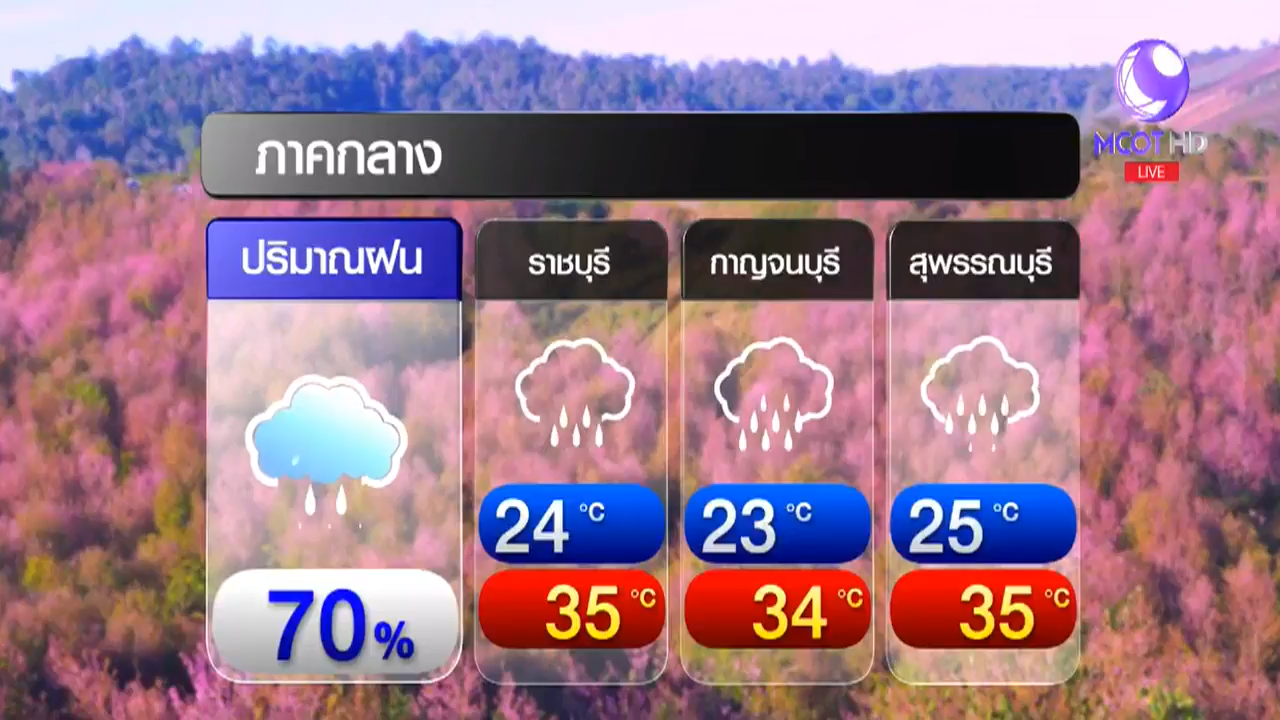 MCOT HD
LIVE
ภาคกลาง
ปริมาณฝน
70%
ราชบุรี
24 °C
35 °C
กาญจนบุรี
23 °C
34 °C
สุพรรณบุรี
25 °C
35 °C